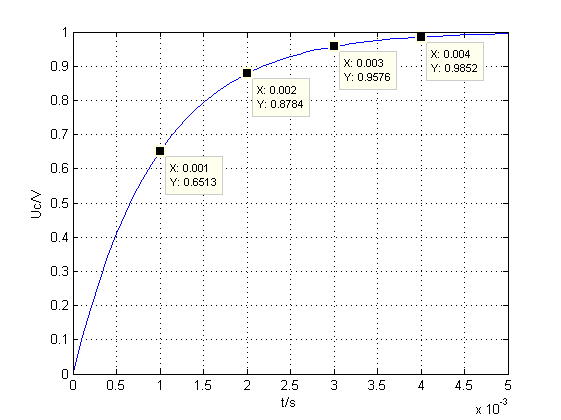 1
0.9
0.8
0.7
0.6
0.5
0.4
0.3
0.2
0.1
0
Uc/V
X: 0.001
Y: 0.6513
X: 0.002
Y: 0.8784
X: 0.003
Y: 0.9576
X: 0.004
Y: 0.9852
0 0.5 1 1.5 2 2.5 3 3.5 4 4.5 5
t/s
x 10⁻³